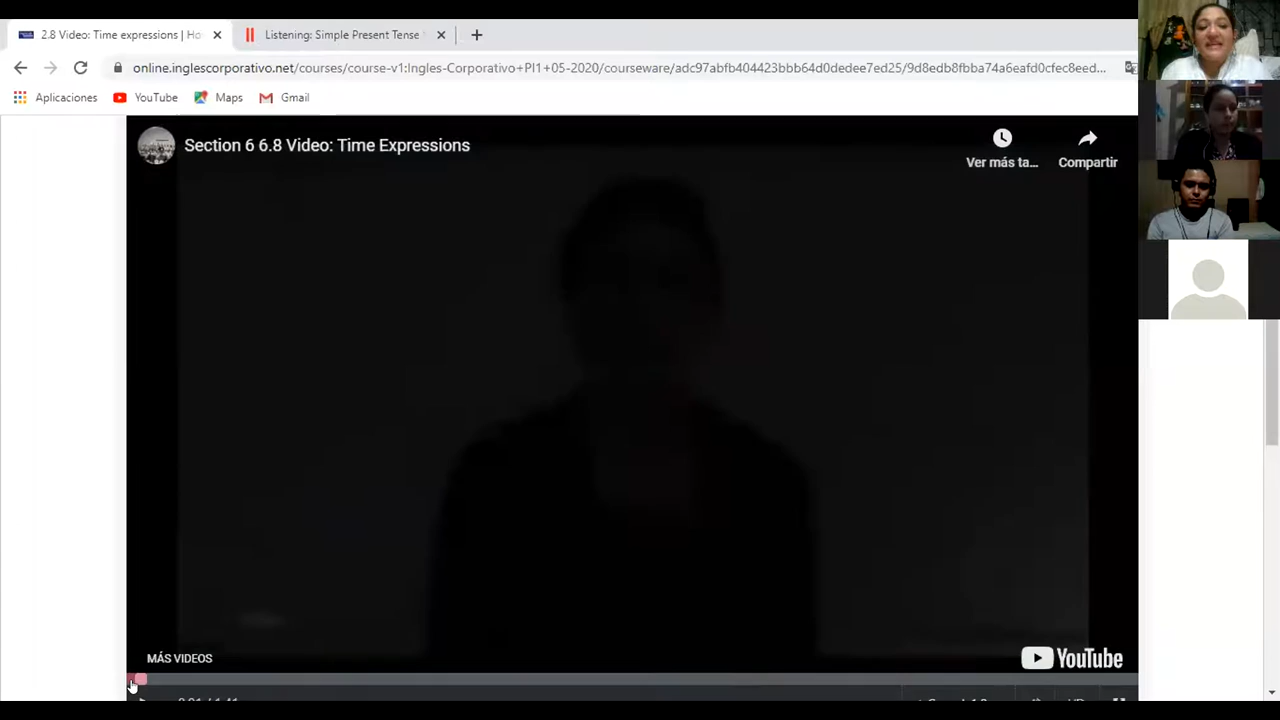 2.8 Video: Time expressions | Ho
Listening: Simple Present Tense
online.inglescorporativo.net/courses/course-v1:Ingles-Corporativo+PI1+05-2020/courseware/adc97abfb404423bbb64d0dedee7ed25/9d8edb8fbba74a6eafd0cfec8eed...
Aplicaciones
YouTube
Maps
Gmail
Section 6 6.8 Video: Time Expressions
Ver más ta...
Compartir
MÁS VIDEOS
YouTube